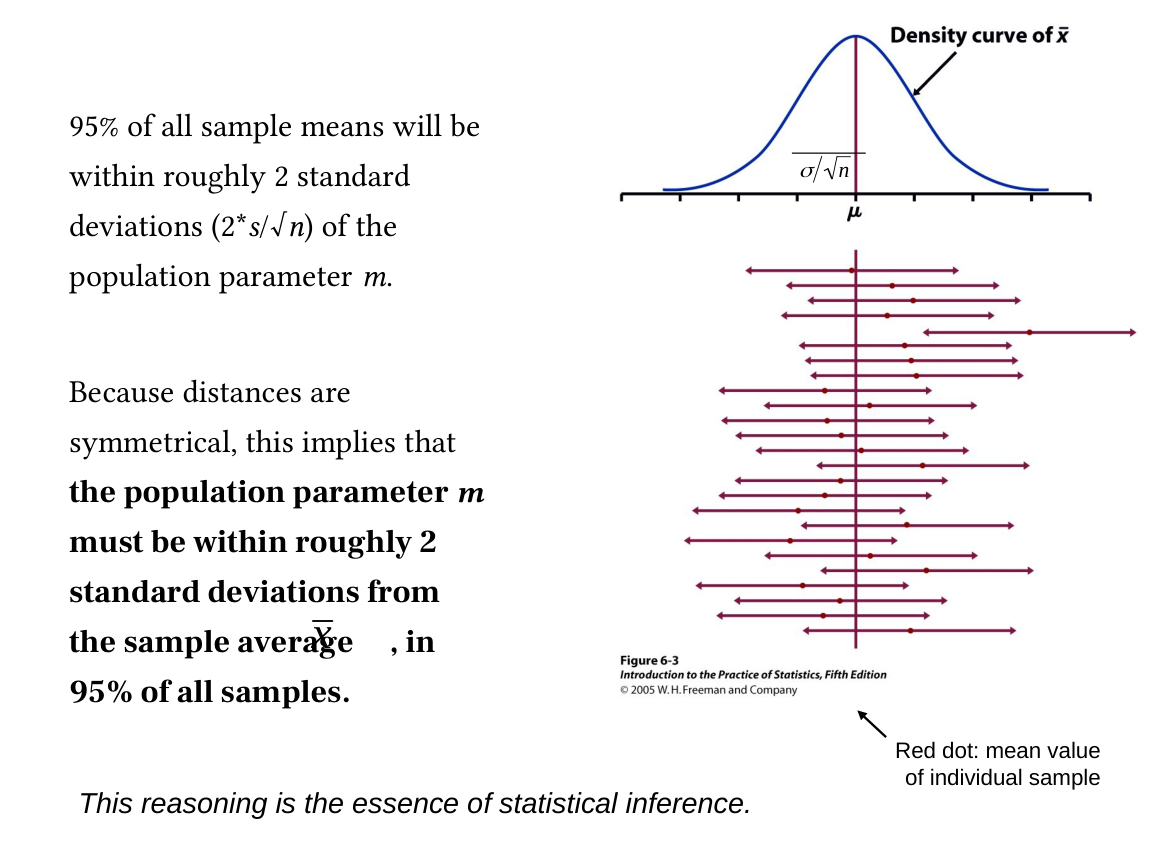 95% of all sample means will be
within roughly 2 standard
deviations (2*s/√n) of the
population parameter m.
Because distances are
symmetrical, this implies that
the population parameter m
must be within roughly 2
standard deviations from
the sample average x̅ , in
95% of all samples.
This reasoning is the essence of statistical inference.
Density curve of x̄
σ/√n
μ
Figure 6-3
Introduction to the Practice of Statistics, Fifth Edition
© 2005 W. H. Freeman and Company
Red dot: mean value
of individual sample